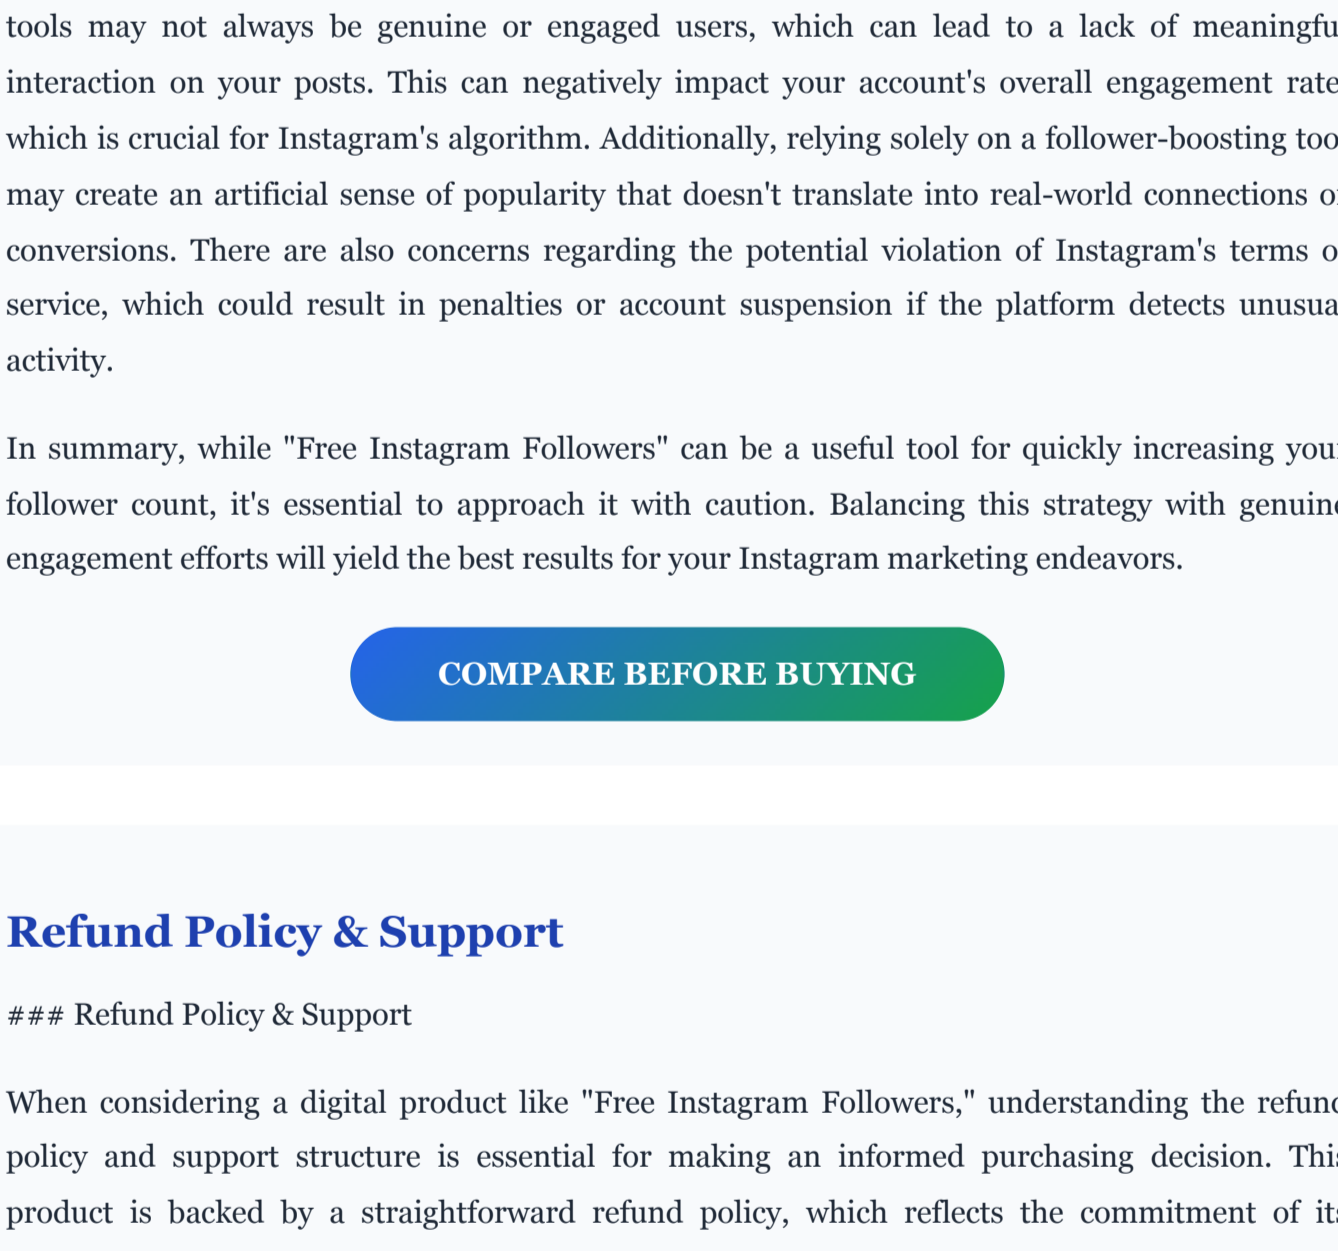 tools may not always be genuine or engaged users, which can lead to a lack of meaningfu
interaction on your posts. This can negatively impact your account's overall engagement rate
which is crucial for Instagram's algorithm. Additionally, relying solely on a follower-boosting too
may create an artificial sense of popularity that doesn't translate into real-world connections o
conversions. There are also concerns regarding the potential violation of Instagram's terms o
service, which could result in penalties or account suspension if the platform detects unusua
activity.
In summary, while "Free Instagram Followers" can be a useful tool for quickly increasing you
follower count, it's essential to approach it with caution. Balancing this strategy with genuin
engagement efforts will yield the best results for your Instagram marketing endeavors.
COMPARE BEFORE BUYING
Refund Policy & Support
### Refund Policy & Support
When considering a digital product like "Free Instagram Followers," understanding the refun
policy and support structure is essential for making an informed purchasing decision. This
product is backed by a straightforward refund policy, which reflects the commitment of its